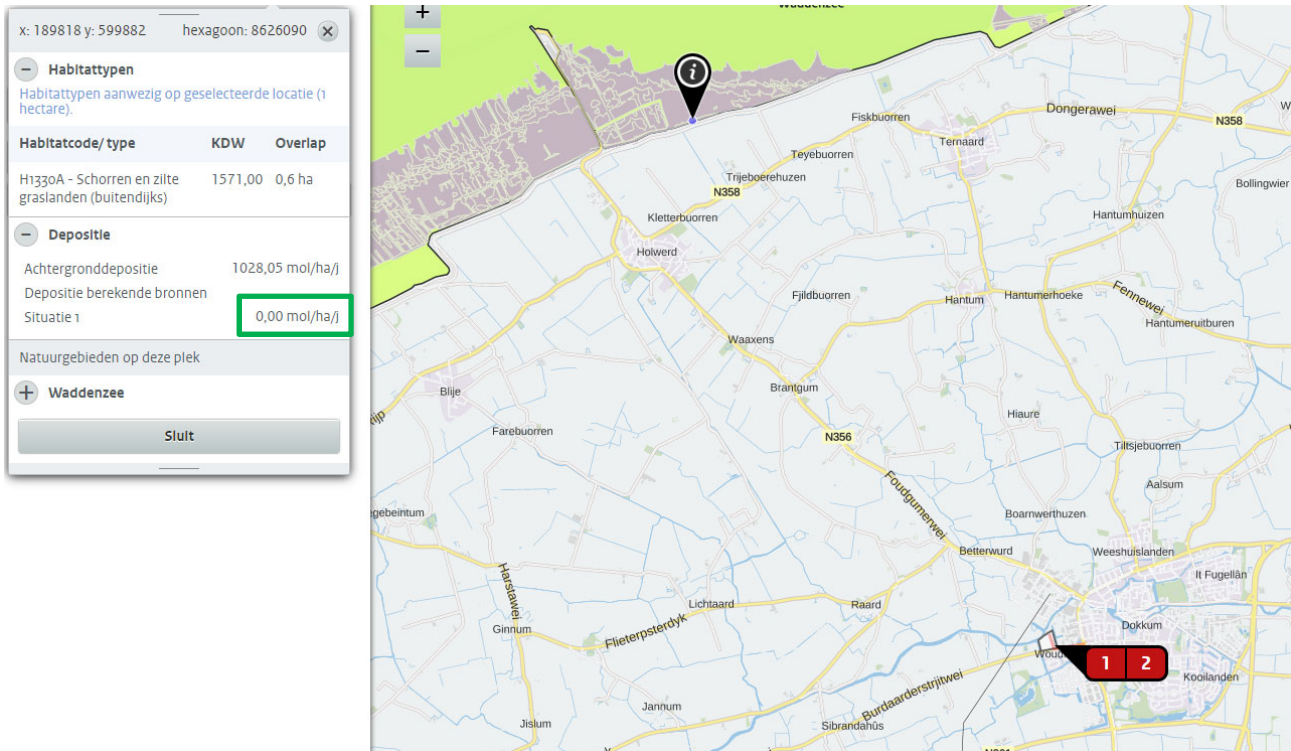 x: 189818 y: 599882 hexagoon: 8626090
Habitattypen
Habitattypen aanwezig op geselecteerde locatie (1
hectare).
Habitatcode/ type KDW Overlap
H1330A - Schorren en zilte 1571,00 0,6 ha
graslanden (buitendijks)
Depositie
Achtergronddepositie 1028,05 mol/ha/j
Depositie berekende bronnen
Situatie 1 0,00 mol/ha/j
Natuurgebieden op deze plek
Waddenzee
Sluit
+
−
i
Dongerawei
N358
Fiskbuorren
Ternaard
Teyebuorren
Trijeboerehuzen
N358
Bollingwier
Kletterbuorren
Hantumhuizen
Holwerd
Fennewei
Fjildbuorren
Hantum
Hantumerhoeke
Hantumeruitburen
Waaxens
Blije
Brantgum
Hiaure
Farebuorren
N356
Tiltsjebuorren
Aalsum
Foudgumerwei
Boarnwerthuzen
Betterwurd
Weeshuislanden
It Fugellân
Harstawei
Lichtaard
Raard
Ginnum
Flieterpsterdyk
Dokkum
1 2
Kooilanden
Burdaarderstrjitwei
Jannum
Jislum
Sibrandahûs